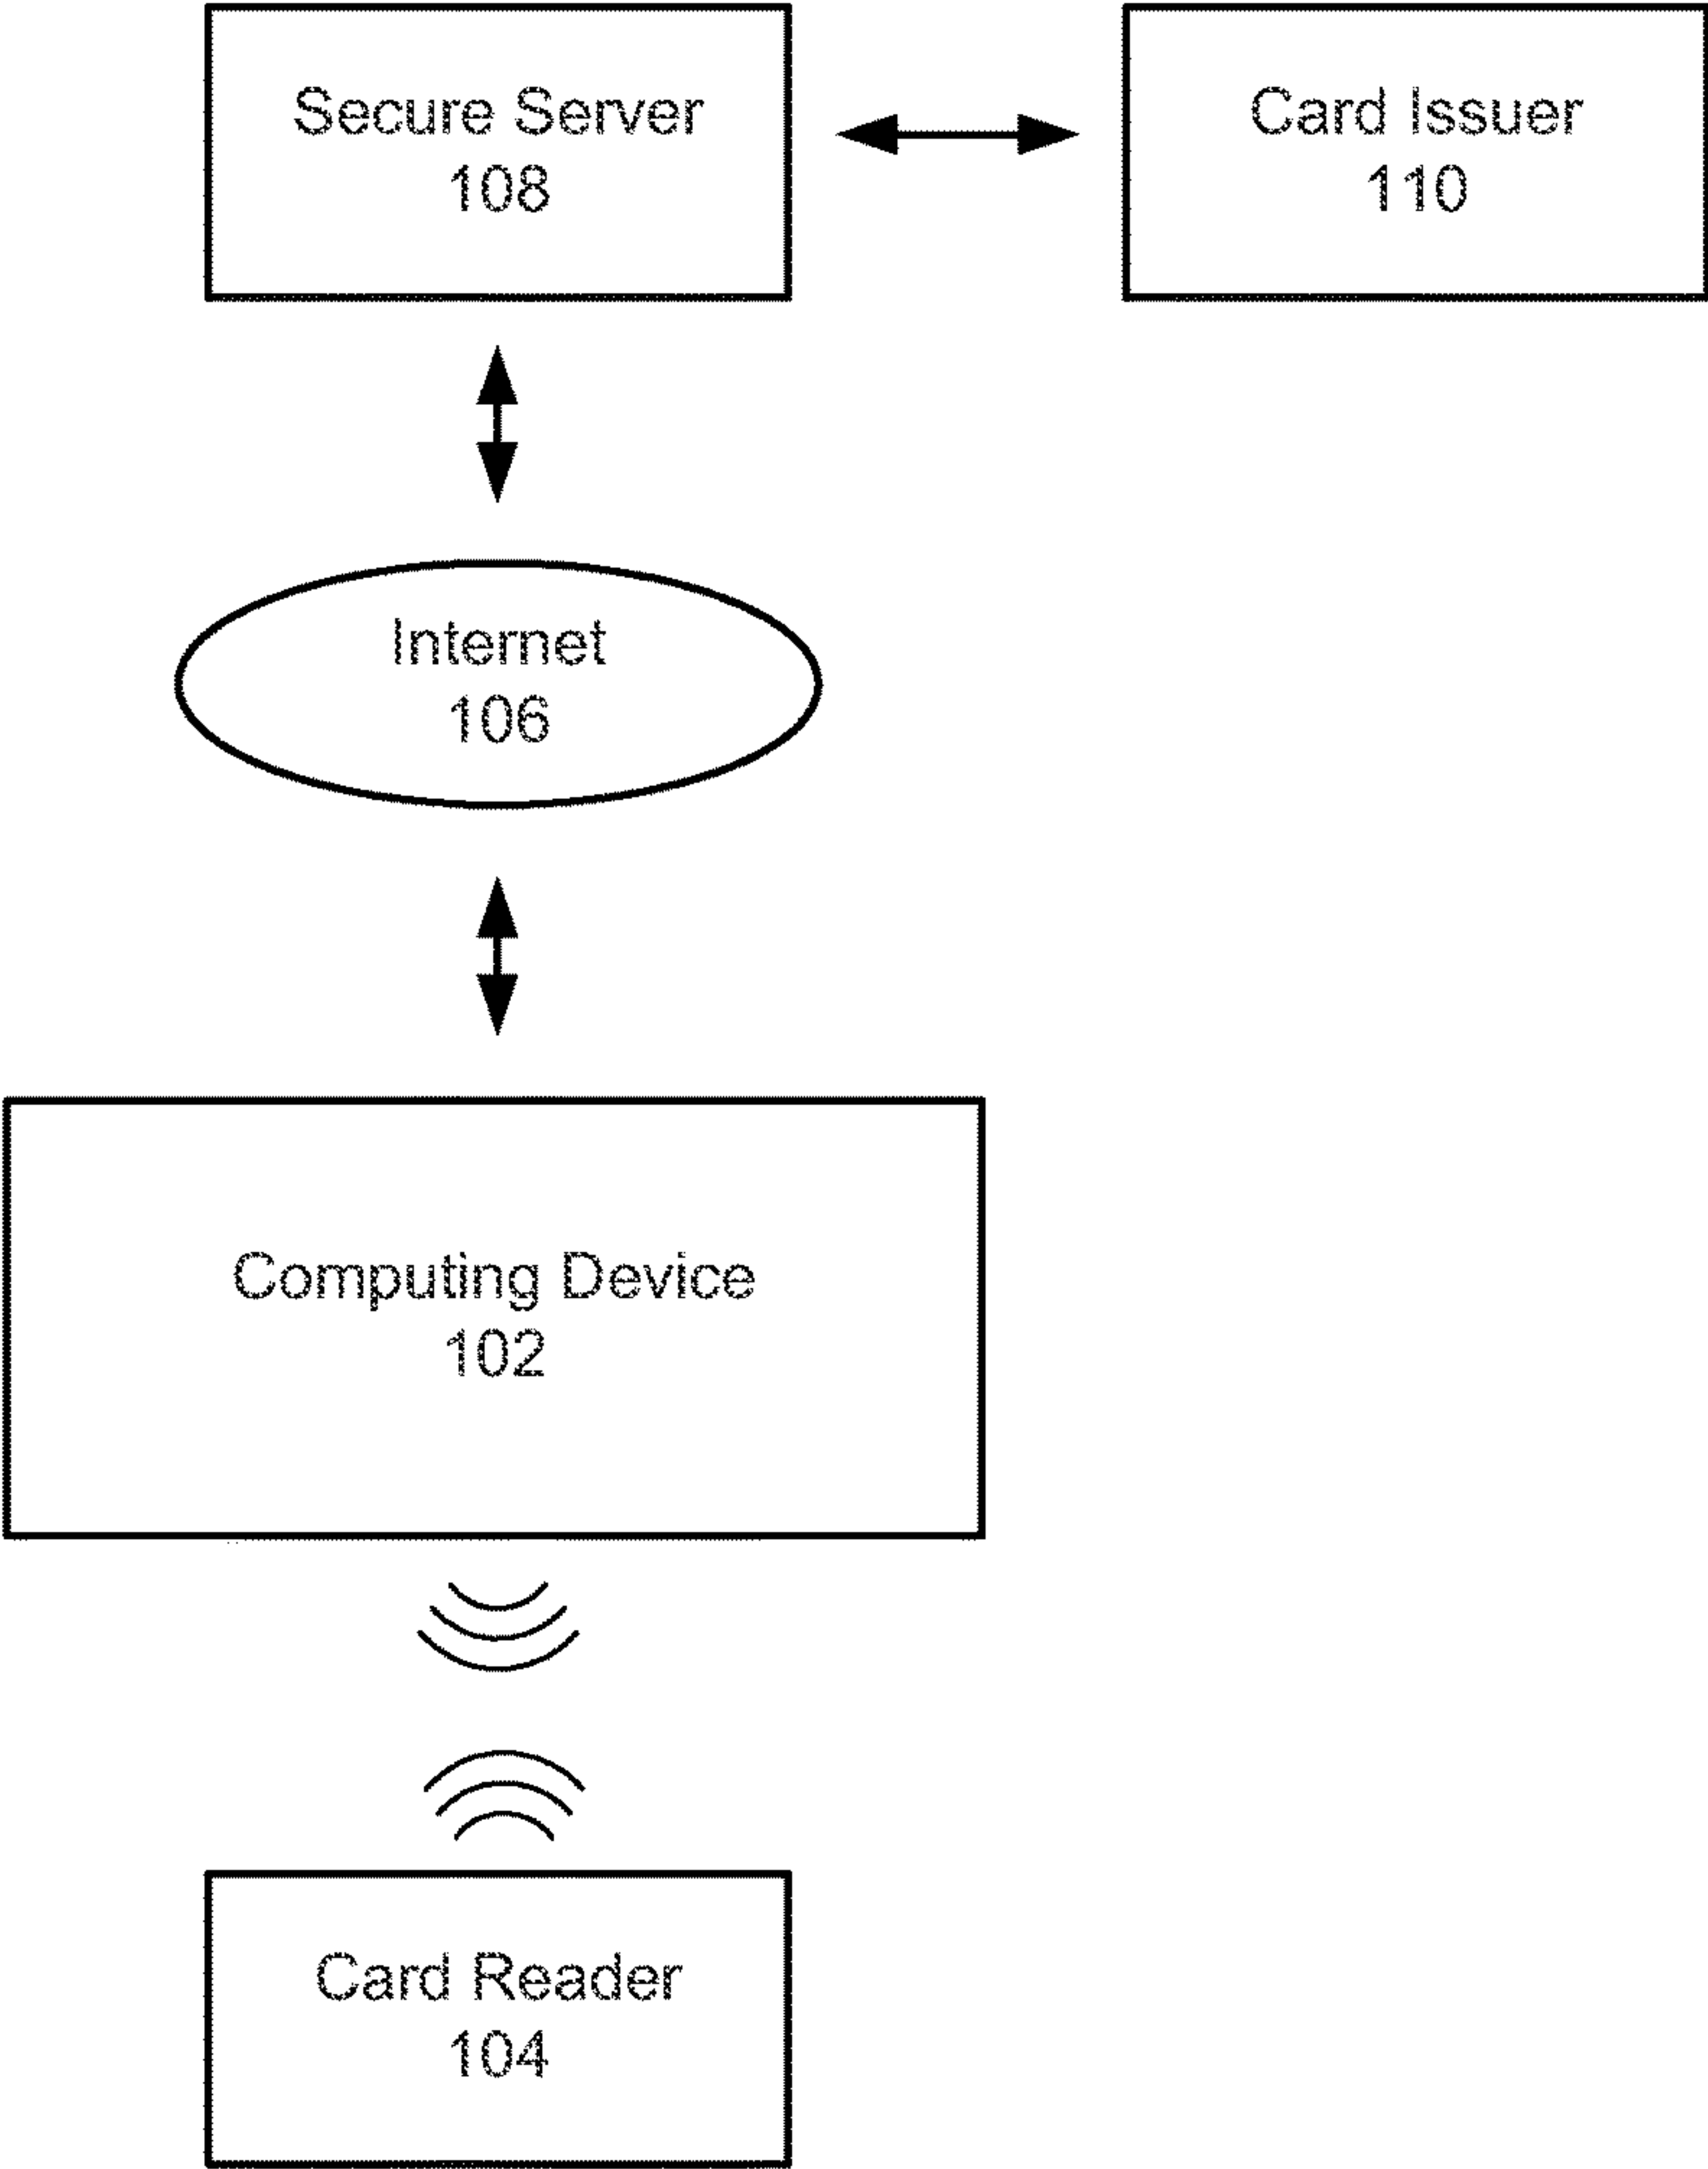 Secure Server
108
Card Issuer
110
Internet
106
Computing Device
102
Card Reader
104